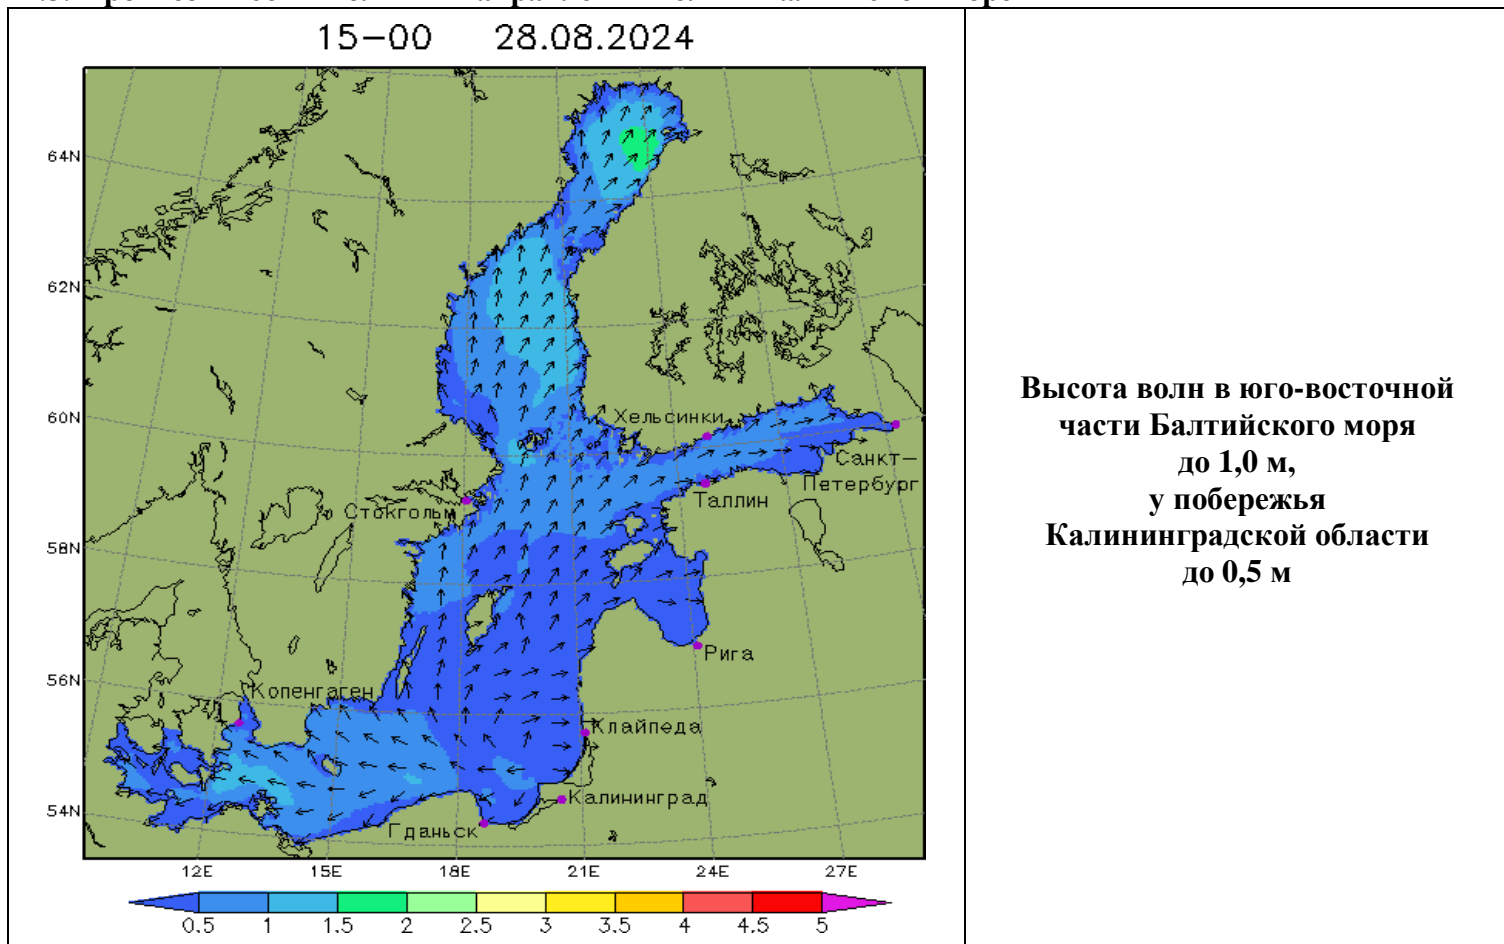 15-00 28.08.2024
64N
62N
60N
58N
56N
54N
Хельсинки
Санкт-
Петербург
Таллин
Стокгольм
Рига
Копенгаген
Клайпеда
Калининград
Гданьск
12E 15E 18E 21E 24E 27E
0.5 1 1.5 2 2.5 3 3.5 4 4.5 5
Высота волн в юго-восточной
части Балтийского моря
до 1,0 м,
у побережья
Калининградской области
до 0,5 м